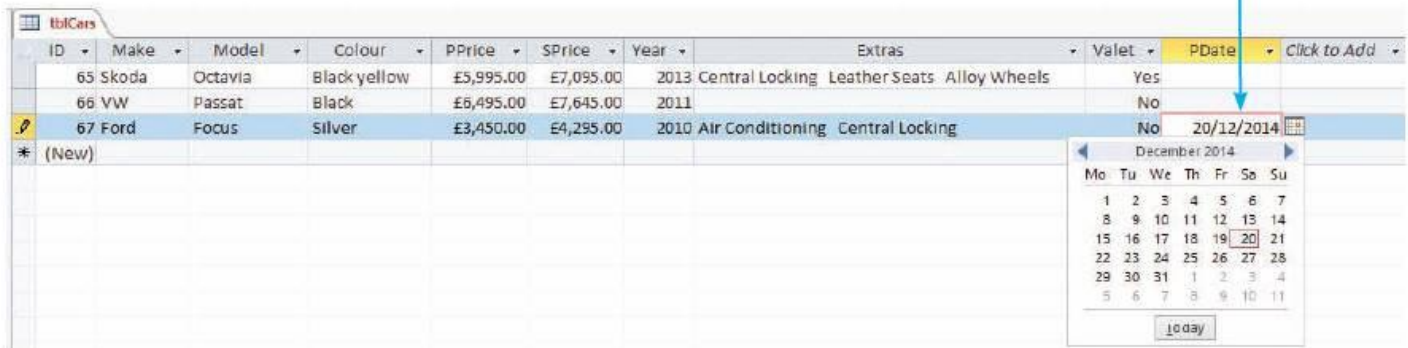 tblCars
ID Make Model Colour PPrice SPrice Year Extras Valet PDate Click to Add
65 Skoda Octavia Black yellow £5,995.00 £7,095.00 2013 Central Locking Leather Seats Alloy Wheels Yes
66 VW Passat Black £6,495.00 £7,645.00 2011 No
67 Ford Focus Silver £3,450.00 £4,295.00 2010 Air Conditioning Central Locking No 20/12/2014
* (New)
December 2014
Mo Tu We Th Fr Sa Su
1 2 3 4 5 6 7
8 9 10 11 12 13 14
15 16 17 18 19 20 21
22 23 24 25 26 27 28
29 30 31 1 2 3 4
5 6 7 8 9 10 11
Today